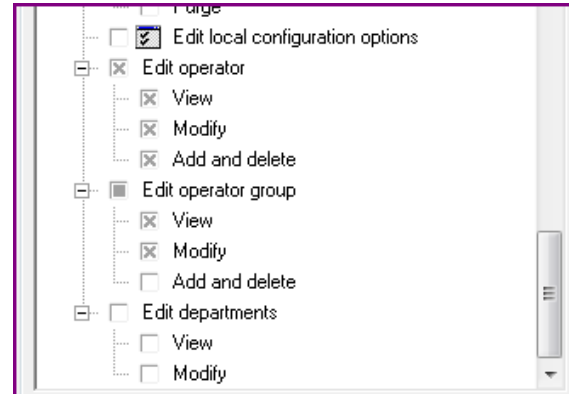 Purge
Edit local configuration options
Edit operator
View
Modify
Add and delete
Edit operator group
View
Modify
Add and delete
Edit departments
View
Modify